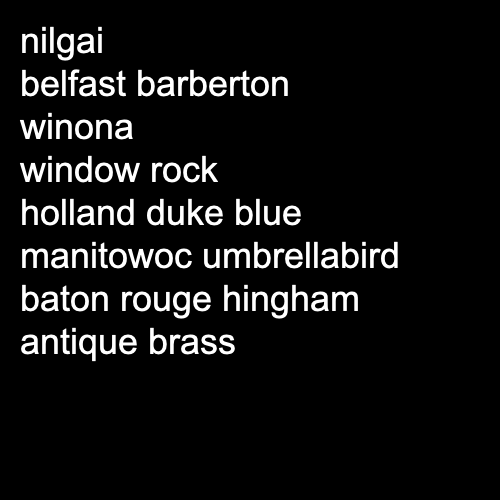 nilgai
belfast barberton
winona
window rock
holland duke blue
manitowoc umbrellabird
baton rouge hingham
antique brass